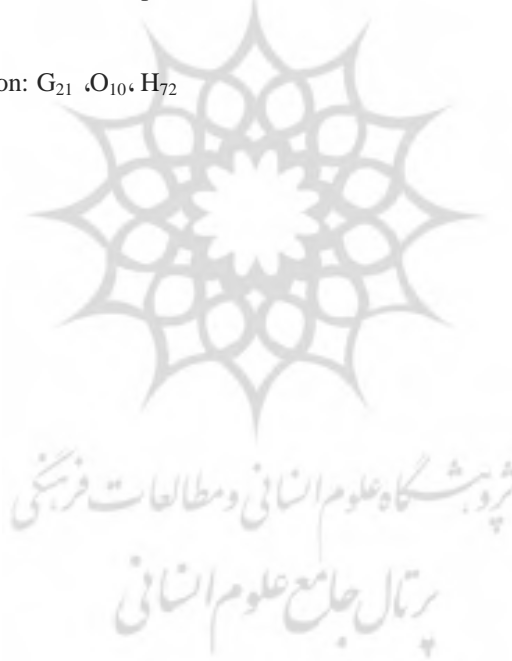 on: G21 ،O10، H72
پژوهشگاه علوم انسانی و مطالعات فرهنگی
پرتال جامع علوم انسانی